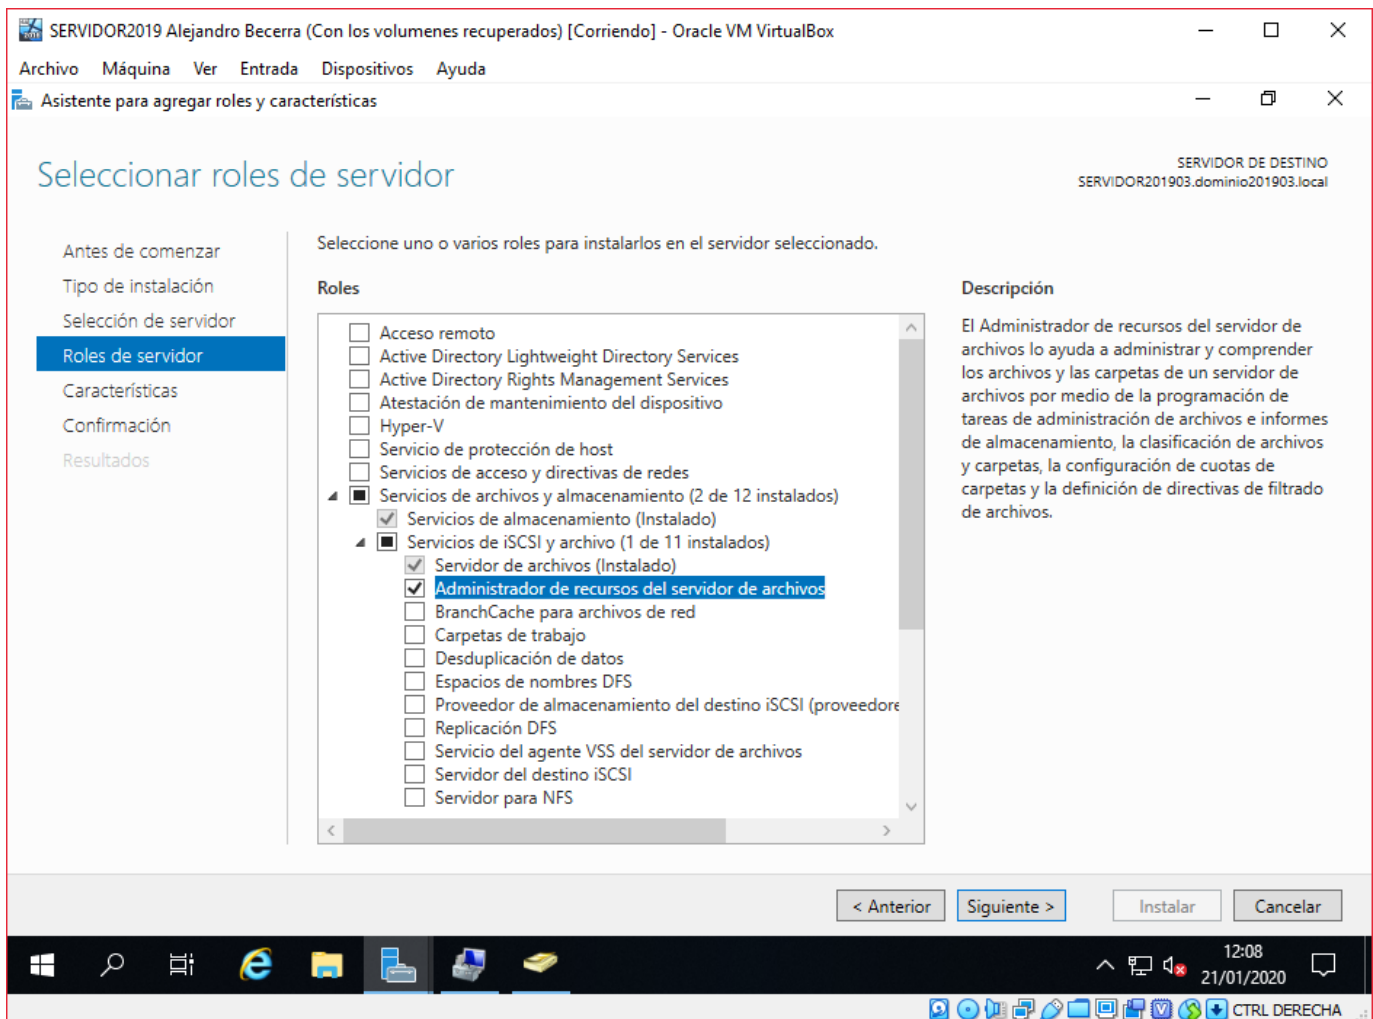 SERVIDOR2019 Alejandro Becerra (Con los volumenes recuperados) [Corriendo] - Oracle VM VirtualBox
Archivo Máquina Ver Entrada Dispositivos Ayuda
Asistente para agregar roles y características
Seleccionar roles de servidor
SERVIDOR DE DESTINO
SERVIDOR201903.dominio201903.local
Antes de comenzar
Tipo de instalación
Selección de servidor
Roles de servidor
Características
Confirmación
Resultados
Seleccione uno o varios roles para instalarlos en el servidor seleccionado.
Roles
Acceso remoto
Active Directory Lightweight Directory Services
Active Directory Rights Management Services
Atestación de mantenimiento del dispositivo
Hyper-V
Servicio de protección de host
Servicios de acceso y directivas de redes
Servicios de archivos y almacenamiento (2 de 12 instalados)
Servicios de almacenamiento (Instalado)
Servicios de iSCSI y archivo (1 de 11 instalados)
Servidor de archivos (Instalado)
Administrador de recursos del servidor de archivos
BranchCache para archivos de red
Carpetas de trabajo
Desduplicación de datos
Espacios de nombres DFS
Proveedor de almacenamiento del destino iSCSI (proveedore
Replicación DFS
Servicio del agente VSS del servidor de archivos
Servidor del destino iSCSI
Servidor para NFS
Descripción
El Administrador de recursos del servidor de
archivos lo ayuda a administrar y comprender
los archivos y las carpetas de un servidor de
archivos por medio de la programación de
tareas de administración de archivos e informes
de almacenamiento, la clasificación de archivos
y carpetas, la configuración de cuotas de
carpetas y la definición de directivas de filtrado
de archivos.
< Anterior
Siguiente >
Instalar
Cancelar
12:08
21/01/2020
CTRL DERECHA